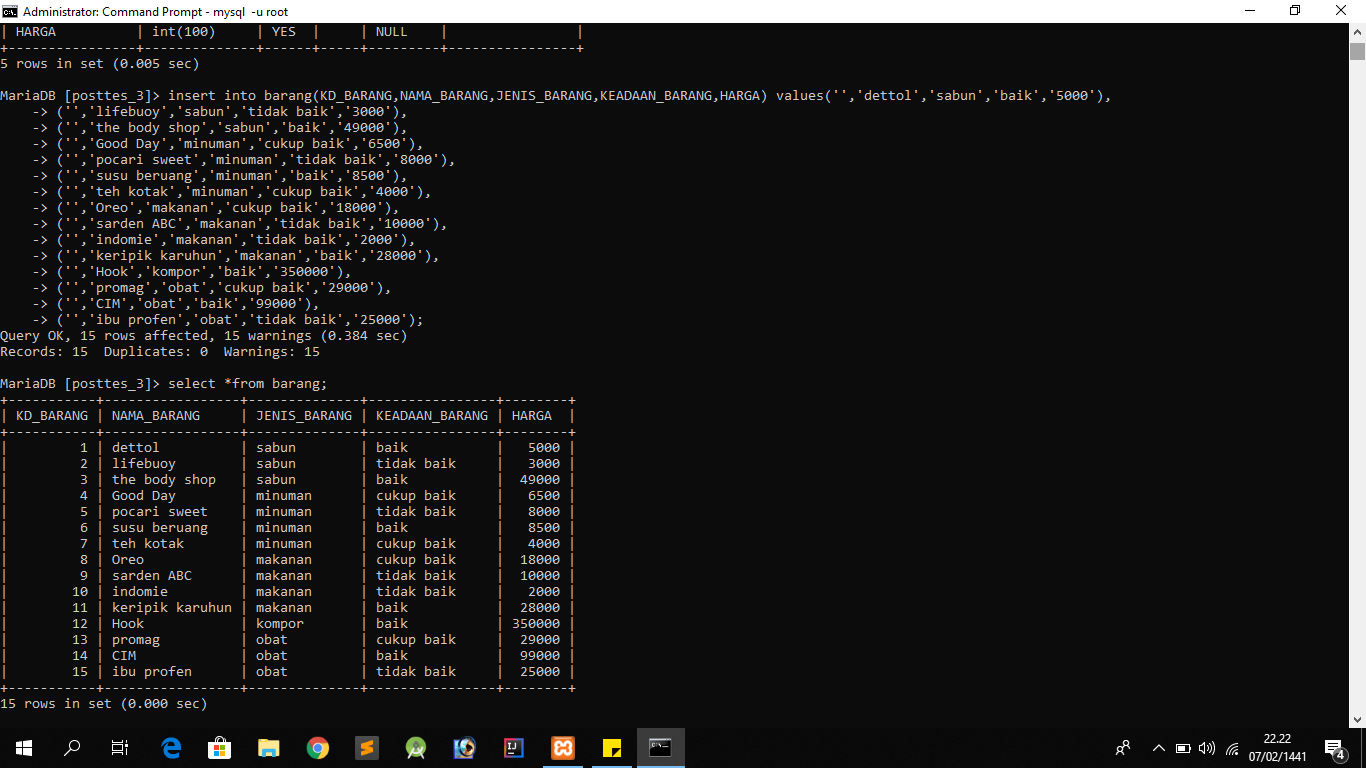 Administrator: Command Prompt - mysql  -u root
| HARGA          | int(100)     | YES  |     | NULL    |                |
+----------------+--------------+------+-----+---------+----------------+
5 rows in set (0.005 sec)
MariaDB [posttes_3]> insert into barang(KD_BARANG,NAMA_BARANG,JENIS_BARANG,KEADAAN_BARANG,HARGA) values('','dettol','sabun','baik','5000'),
    -> ('','lifebuoy','sabun','tidak baik','3000'),
    -> ('','the body shop','sabun','baik','49000'),
    -> ('','Good Day','minuman','cukup baik','6500'),
    -> ('','pocari sweet','minuman','tidak baik','8000'),
    -> ('','susu beruang','minuman','baik','8500'),
    -> ('','teh kotak','minuman','cukup baik','4000'),
    -> ('','Oreo','makanan','cukup baik','18000'),
    -> ('','sarden ABC','makanan','tidak baik','10000'),
    -> ('','indomie','makanan','tidak baik','2000'),
    -> ('','keripik karuhun','makanan','baik','28000'),
    -> ('','Hook','kompor','baik','350000'),
    -> ('','promag','obat','cukup baik','29000'),
    -> ('','CIM','obat','baik','99000'),
    -> ('','ibu profen','obat','tidak baik','25000');
Query OK, 15 rows affected, 15 warnings (0.384 sec)
Records: 15  Duplicates: 0  Warnings: 15
MariaDB [posttes_3]> select *from barang;
+-----------+-----------------+--------------+----------------+--------+
| KD_BARANG | NAMA_BARANG     | JENIS_BARANG | KEADAAN_BARANG | HARGA  |
+-----------+-----------------+--------------+----------------+--------+
|         1 | dettol          | sabun        | baik           |   5000 |
|         2 | lifebuoy        | sabun        | tidak baik     |   3000 |
|         3 | the body shop   | sabun        | baik           |  49000 |
|         4 | Good Day        | minuman      | cukup baik     |   6500 |
|         5 | pocari sweet    | minuman      | tidak baik     |   8000 |
|         6 | susu beruang    | minuman      | baik           |   8500 |
|         7 | teh kotak       | minuman      | cukup baik     |   4000 |
|         8 | Oreo            | makanan      | cukup baik     |  18000 |
|         9 | sarden ABC      | makanan      | tidak baik     |  10000 |
|        10 | indomie         | makanan      | tidak baik     |   2000 |
|        11 | keripik karuhun | makanan      | baik           |  28000 |
|        12 | Hook            | kompor       | baik           | 350000 |
|        13 | promag          | obat         | cukup baik     |  29000 |
|        14 | CIM             | obat         | baik           |  99000 |
|        15 | ibu profen      | obat         | tidak baik     |  25000 |
+-----------+-----------------+--------------+----------------+--------+
15 rows in set (0.000 sec)
22.22
07/02/1441
4